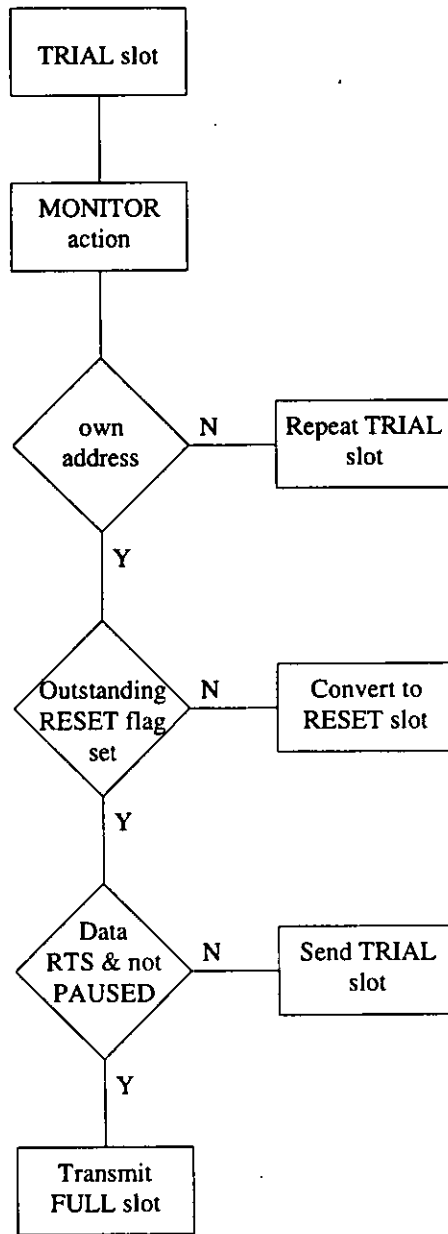 TRIAL slot
MONITOR
action
own
address
N
Repeat TRIAL
slot
Y
Outstanding
RESET flag
set
N
Convert to
RESET slot
Y
Data
RTS & not
PAUSED
N
Send TRIAL
slot
Y
Transmit
FULL slot